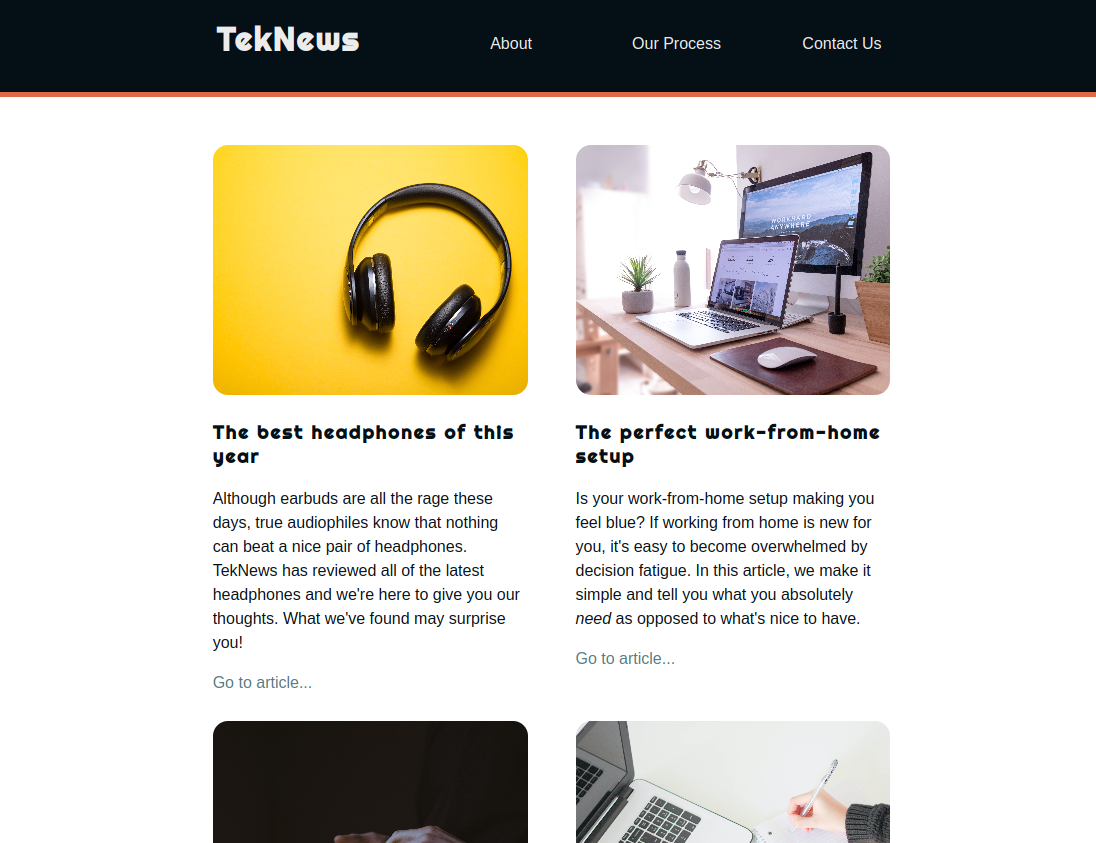 TekNews
About
Our Process
Contact Us
WORKHARD
ANYWHERE
The best headphones of this
year
Although earbuds are all the rage these
days, true audiophiles know that nothing
can beat a nice pair of headphones.
TekNews has reviewed all of the latest
headphones and we're here to give you our
thoughts. What we've found may surprise
you!
Go to article...
The perfect work-from-home
setup
Is your work-from-home setup making you
feel blue? If working from home is new for
you, it's easy to become overwhelmed by
decision fatigue. In this article, we make it
simple and tell you what you absolutely
need as opposed to what's nice to have.
Go to article...